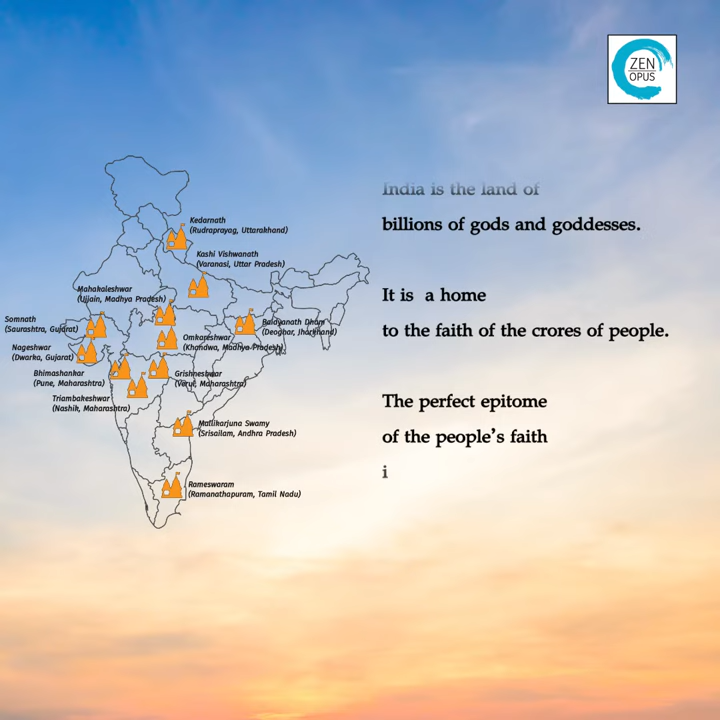 ZEN
OPUS
India is the land of
billions of gods and goddesses.
It is a home
to the faith of the crores of people.
The perfect epitome
of the people's faith
i
Kedarnath
(Rudraprayag, Uttarakhand)
Kashi Vishwanath
(Varanasi, Uttar Pradesh)
Mahakaleshwar
(Ujjain, Madhya Pradesh)
Somnath
(Saurashtra, Gujarat)
Baidyanath Dham
(Deoghar, Jharkhand)
Omkareshwar
(Khandwa, Madhya Pradesh)
Nageshwar
(Dwarka, Gujarat)
Bhimashankar
(Pune, Maharashtra)
Grishneshwar
(Verul, Maharashtra)
Triambakeshwar
(Nashik, Maharashtra)
Mallikarjuna Swamy
(Srisailam, Andhra Pradesh)
Rameswaram
(Ramanathapuram, Tamil Nadu)